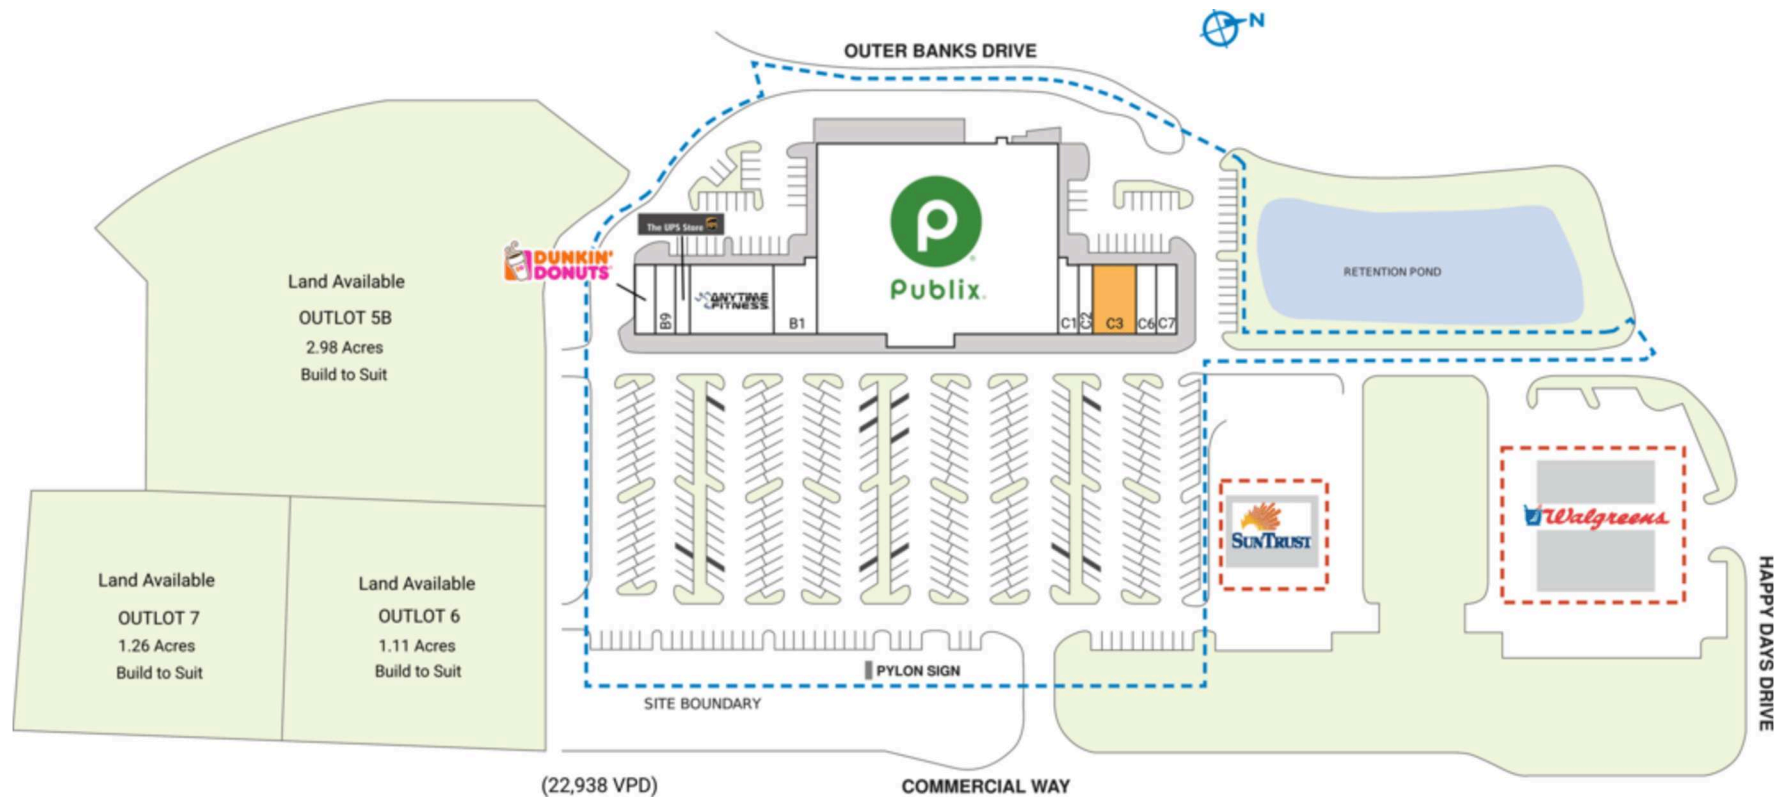 N
OUTER BANKS DRIVE
The UPS Store
ups
DUNKIN'
DONUTS
ANYTIME
FITNESS
B9
B1
P
Publix
C1
C2
C3
C6
C7
RETENTION POND
Land Available
OUTLOT 5B
2.98 Acres
Build to Suit
Land Available
OUTLOT 7
1.26 Acres
Build to Suit
Land Available
OUTLOT 6
1.11 Acres
Build to Suit
SUNTRUST
Walgreens
HAPPY DAYS DRIVE
PYLON SIGN
SITE BOUNDARY
(22,938 VPD)
COMMERCIAL WAY